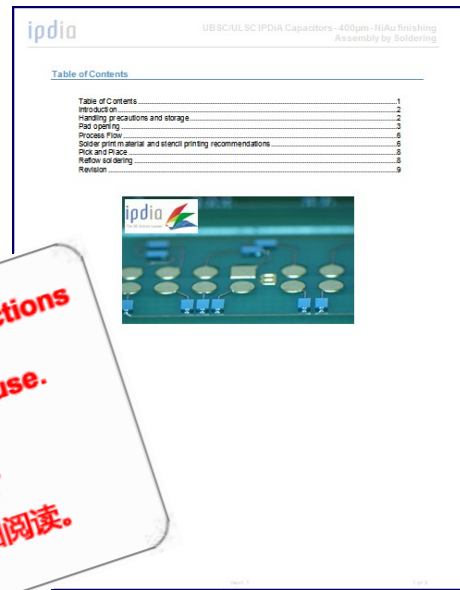 ipdia
UBSC/ULSC IPDiA Capacitors - 400µm - NiAu finishing
Assembly by Soldering
Table of Contents
Table of Contents 1
Introduction 2
Handling precautions and storage 2
Pad opening 3
Process Flow 6
Solder print material and stencil printing recommendations 6
Pick and Place 8
Reflow soldering 8
Revision 9
ipdia
ctions
use.
阅读。